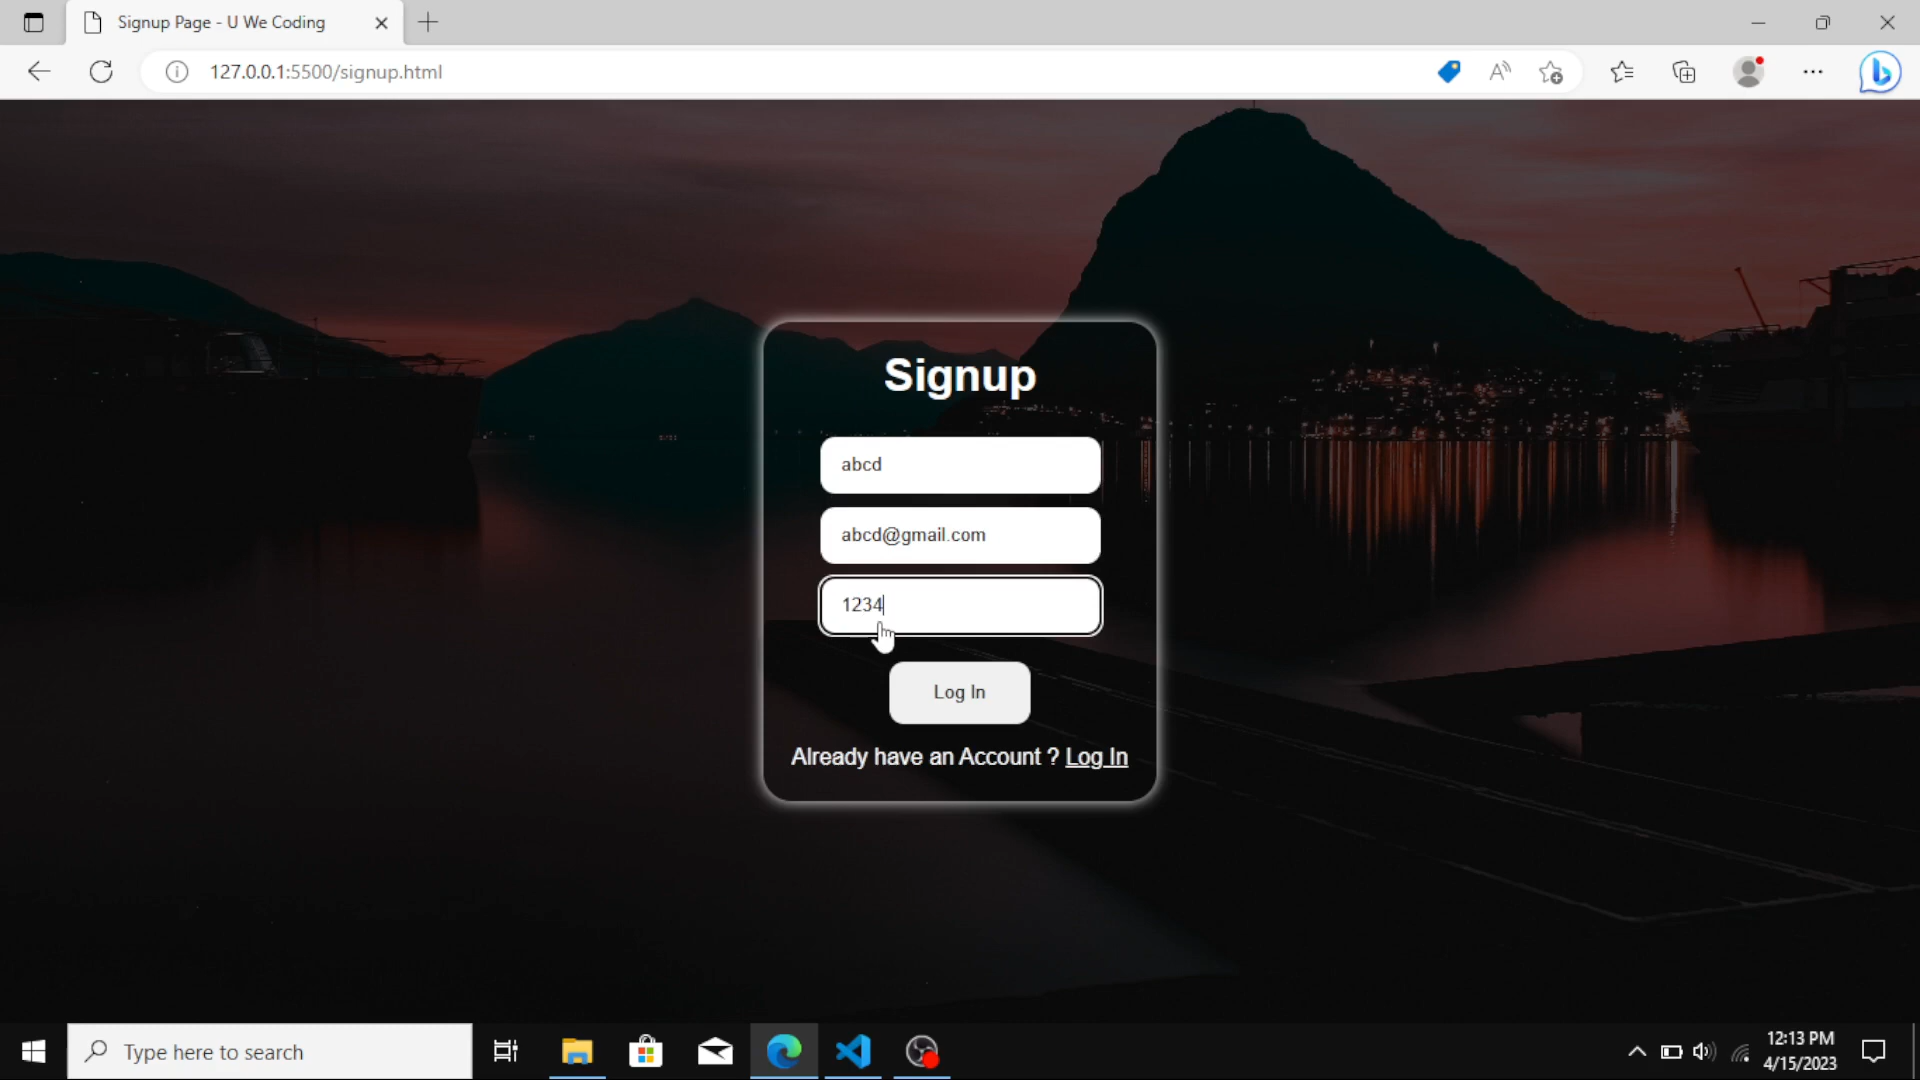 Signup Page - U We Coding
127.0.0.1:5500/signup.html
Signup
abcd
abcd@gmail.com
1234
Log In
Already have an Account ? Log In
Type here to search
12:13 PM
4/15/2023